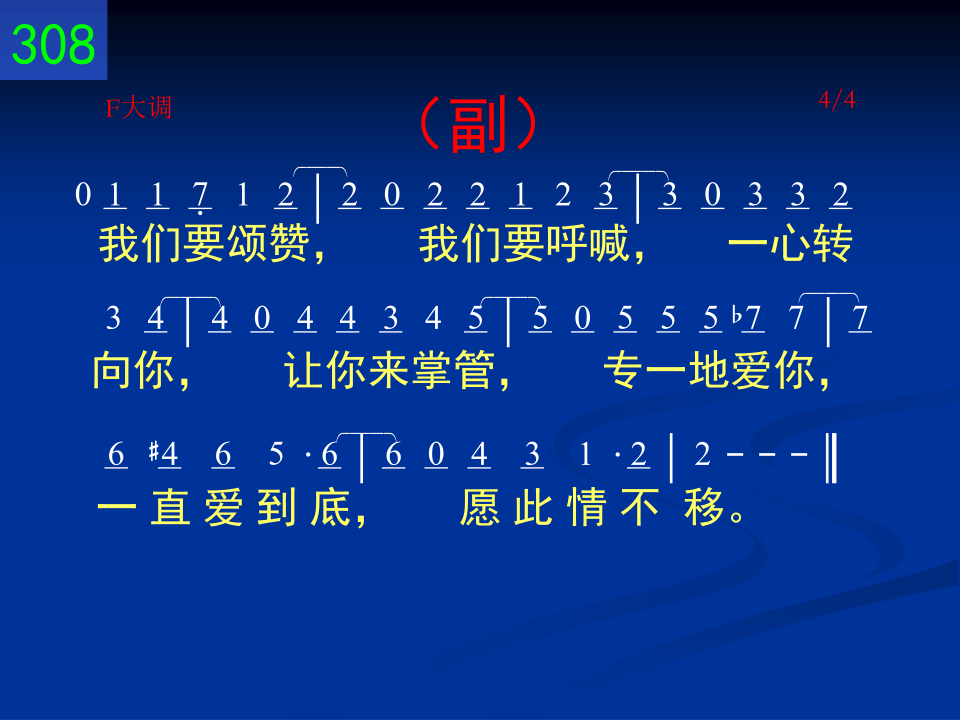 308
F大调
（副）
4/4
0 1 1 7̣ 1 2 | 2 0 2 2 1 2 3 | 3 0 3 3 2
我们要颂赞， 我们要呼喊， 一心转
3 4 | 4 0 4 4 3 4 5 | 5 0 5 5 5 ♭7 7 | 7
向你， 让你来掌管， 专一地爱你，
6 ♯4 6 5 · 6 | 6 0 4 3 1 · 2 | 2 – – – ‖
一 直 爱 到 底， 愿 此 情 不 移。